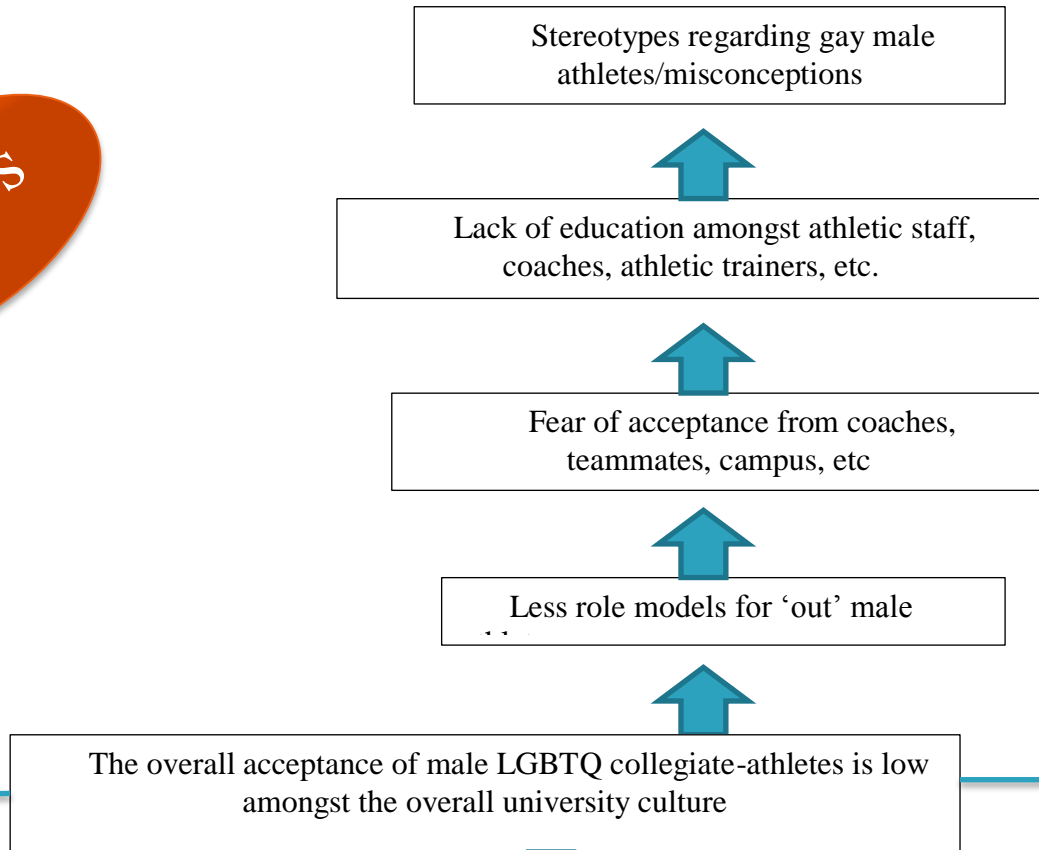 Stereotypes regarding gay male
athletes/misconceptions
s
Lack of education amongst athletic staff,
coaches, athletic trainers, etc.
Fear of acceptance from coaches,
teammates, campus, etc
Less role models for ‘out’ male
The overall acceptance of male LGBTQ collegiate-athletes is low
amongst the overall university culture